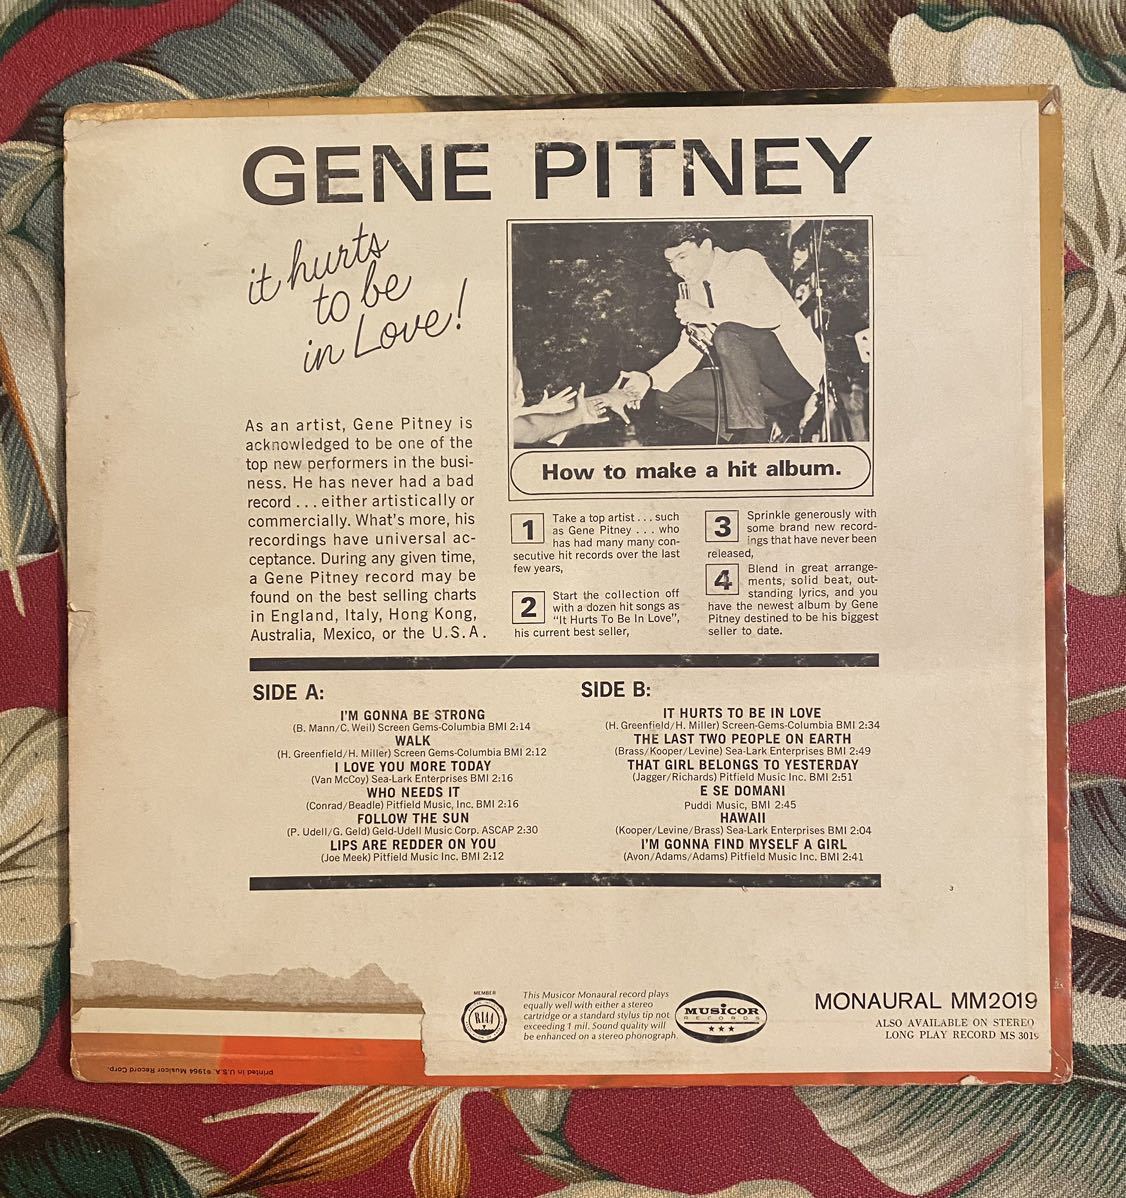 GENE PITNEY
it hurts
to be
in Love!
As an artist, Gene Pitney is
acknowledged to be one of the
top new performers in the busi-
ness. He has never had a bad
record . . . either artistically or
commercially. What's more, his
recordings have universal ac-
ceptance. During any given time,
a Gene Pitney record may be
found on the best selling charts
in England, Italy, Hong Kong,
Australia, Mexico, or the U.S.A.
How to make a hit album.
1 Take a top artist . . . such
as Gene Pitney . . . who
has had many many con-
secutive hit records over the last
few years,
2 Start the collection off
with a dozen hit songs as
"It Hurts To Be In Love",
his current best seller,
3 Sprinkle generously with
some brand new record-
ings that have never been
released,
4 Blend in great arrange-
ments, solid beat, out-
standing lyrics, and you
have the newest album by Gene
Pitney destined to be his biggest
seller to date.
SIDE A:
I'M GONNA BE STRONG
(B. Mann/C. Weil) Screen Gems-Columbia BMI 2:14
WALK
(H. Greenfield/H. Miller) Screen Gems-Columbia BMI 2:12
I LOVE YOU MORE TODAY
(Van McCoy) Sea-Lark Enterprises BMI 2:16
WHO NEEDS IT
(Conrad/Beadle) Pitfield Music, Inc. BMI 2:16
FOLLOW THE SUN
(P. Udell/G. Geld) Geld-Udell Music Corp. ASCAP 2:30
LIPS ARE REDDER ON YOU
(Joe Meek) Pitfield Music Inc. BMI 2:12
SIDE B:
IT HURTS TO BE IN LOVE
(H. Greenfield/H. Miller) Screen-Gems-Columbia BMI 2:34
THE LAST TWO PEOPLE ON EARTH
(Brass/Kooper/Levine) Sea-Lark Enterprises BMI 2:49
THAT GIRL BELONGS TO YESTERDAY
(Jagger/Richards) Pitfield Music Inc. BMI 2:51
E SE DOMANI
Puddi Music, BMI 2:45
HAWAII
(Kooper/Levine/Brass) Sea-Lark Enterprises BMI 2:04
I'M GONNA FIND MYSELF A GIRL
(Avon/Adams/Adams) Pitfield Music Inc. BMI 2:41
MEMBER
RIAA
This Musicor Monaural record plays
equally well with either a stereo
cartridge or a standard stylus tip not
exceeding 1 mil. Sound quality will
be enhanced on a stereo phonograph.
MUSICOR
RECORDS
MONAURAL MM2019
ALSO AVAILABLE ON STEREO
LONG PLAY RECORD MS 3019
printed in U.S.A. ©1964 Musicor Record Corp.